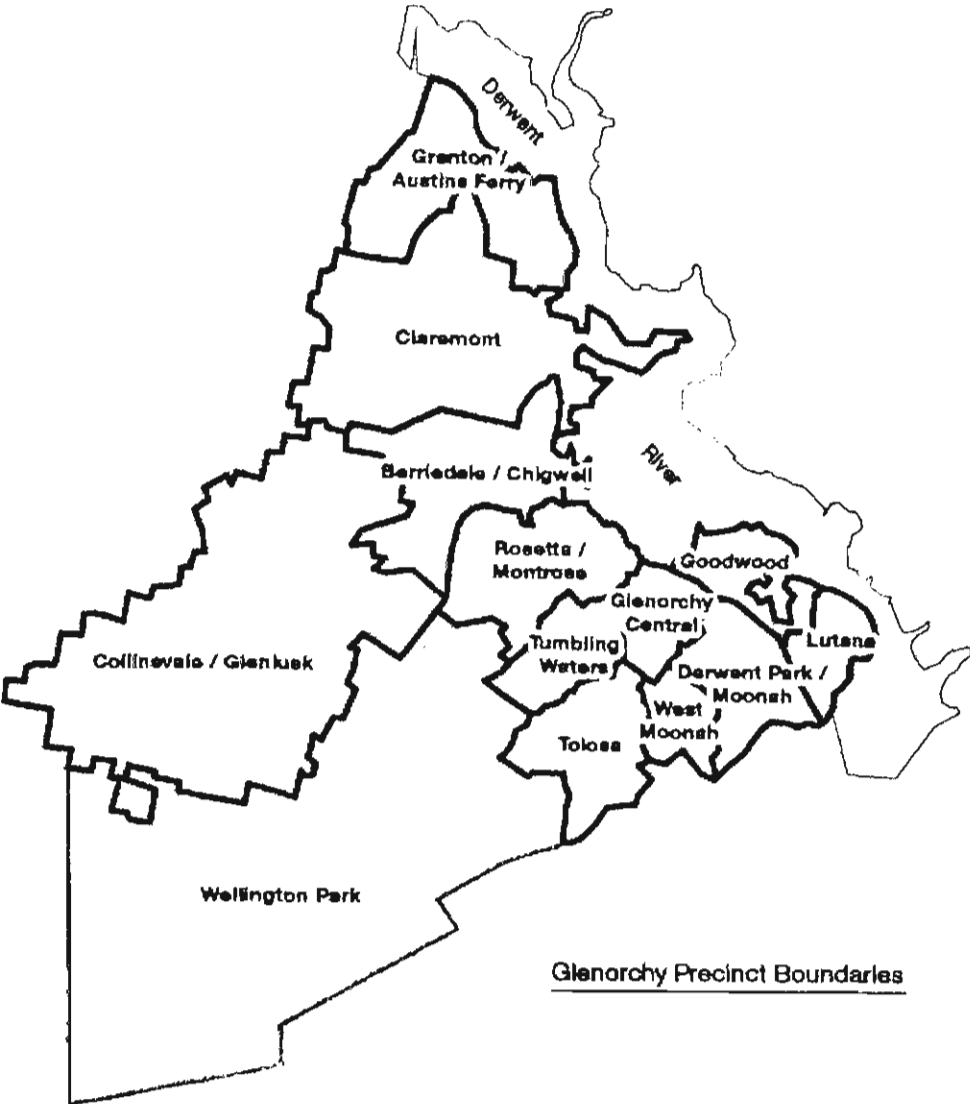 Derwent
Granton /
Austins Ferry
Claremont
River
Berriedale / Chigwell
Rosetta /
Montrose
Goodwood
Glenorchy
Central
Lutana
Tumbling
Waters
Collinsvale / Glenlusk
Derwent Park /
Moonah
West
Moonah
Tolosa
Wellington Park
Glenorchy Precinct Boundaries